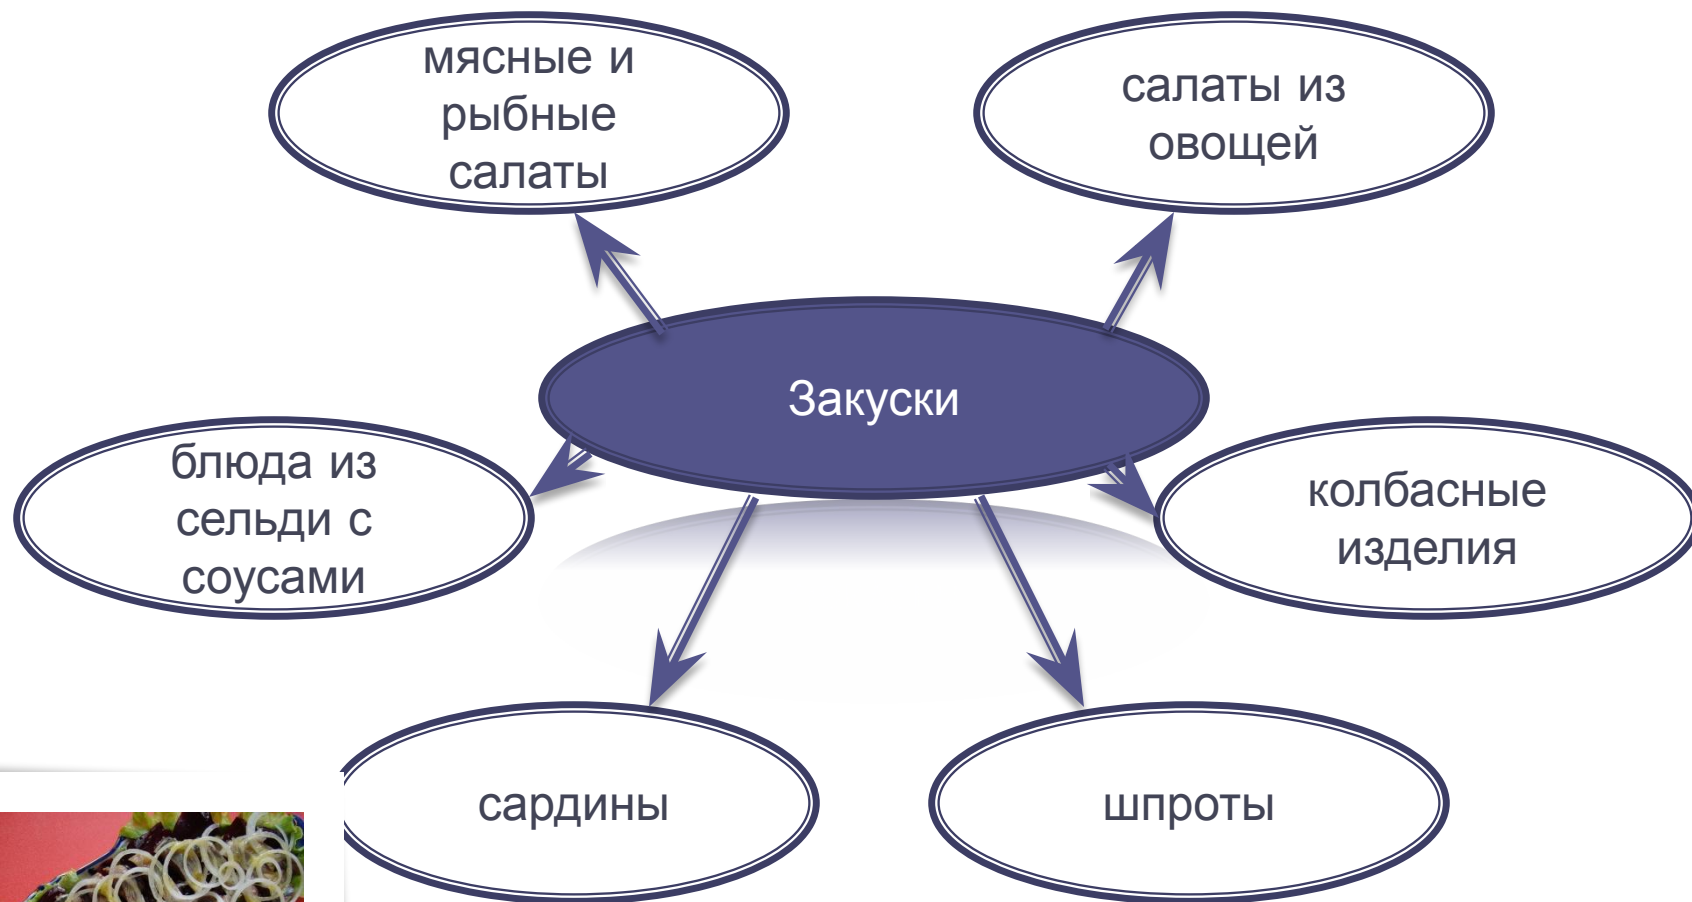 мясные и
рыбные
салаты
салаты из
овощей
Закуски
блюда из
сельди с
соусами
колбасные
изделия
сардины
шпроты